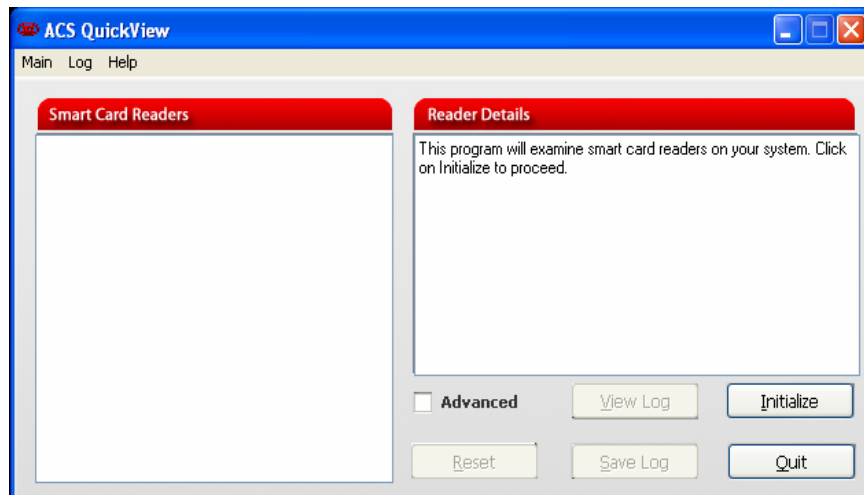 ACS QuickView
Main Log Help
Smart Card Readers
Reader Details
This program will examine smart card readers on your system. Click
on Initialize to proceed.
Advanced
View Log
Initialize
Reset
Save Log
Quit